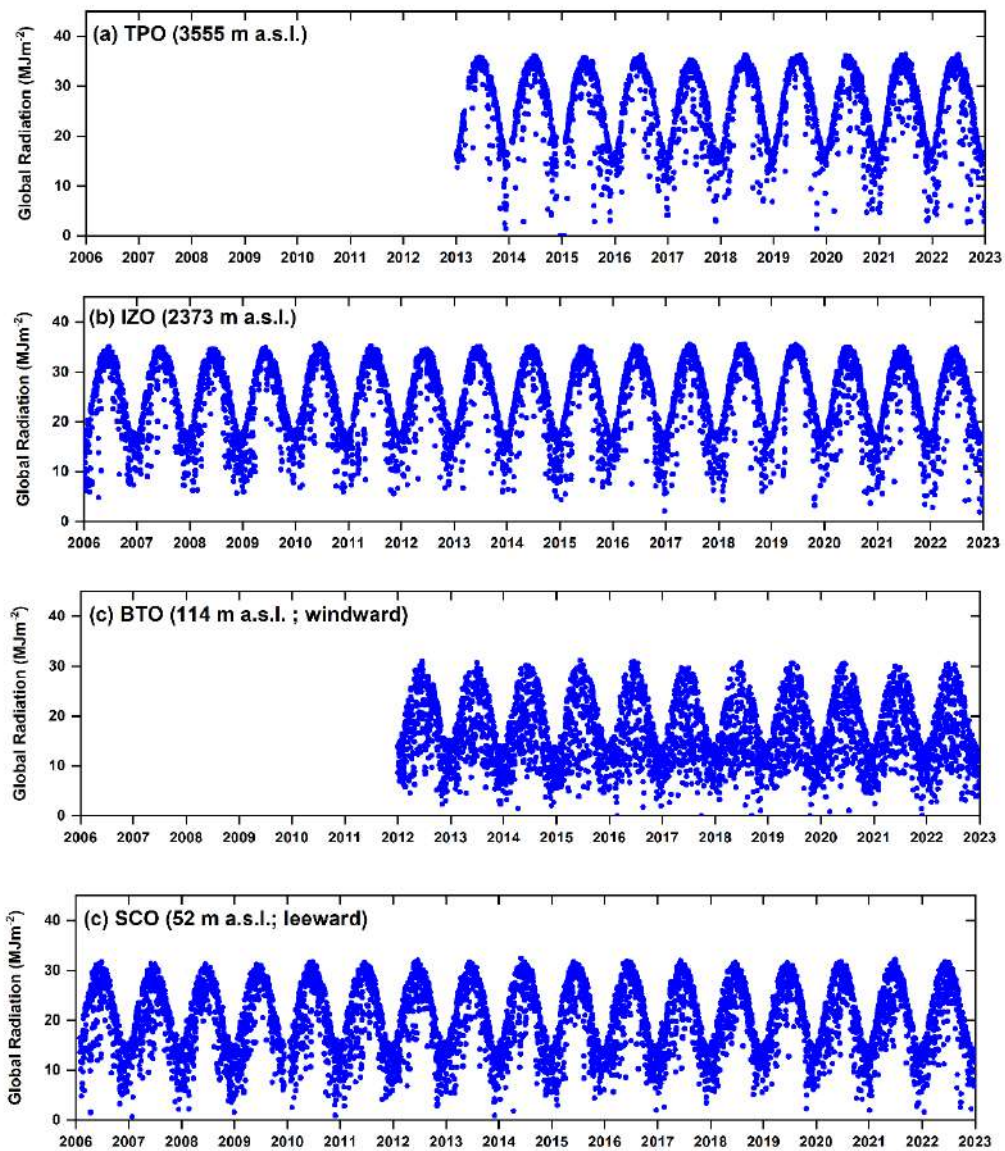 (a) TPO (3555 m a.s.l.)
Global Radiation (MJm-2)
40
30
20
10
0
2006 2007 2008 2009 2010 2011 2012 2013 2014 2015 2016 2017 2018 2019 2020 2021 2022 2023
(b) IZO (2373 m a.s.l.)
Global Radiation (MJm-2)
40
30
20
10
0
2006 2007 2008 2009 2010 2011 2012 2013 2014 2015 2016 2017 2018 2019 2020 2021 2022 2023
(c) BTO (114 m a.s.l. ; windward)
Global Radiation (MJm-2)
40
30
20
10
0
2006 2007 2008 2009 2010 2011 2012 2013 2014 2015 2016 2017 2018 2019 2020 2021 2022 2023
(c) SCO (52 m a.s.l.; leeward)
Global Radiation (MJm-2)
40
30
20
10
0
2006 2007 2008 2009 2010 2011 2012 2013 2014 2015 2016 2017 2018 2019 2020 2021 2022 2023